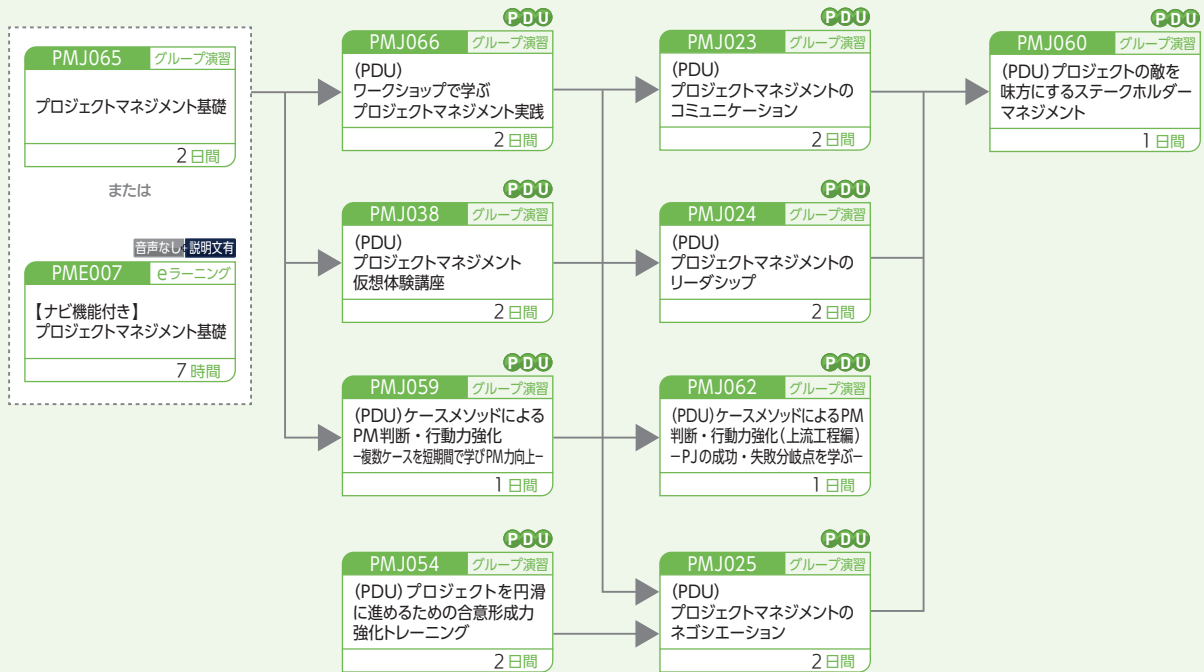 PMJ065 グループ演習
プロジェクトマネジメント基礎
2日間
または
音声なし 説明文有
PME007 eラーニング
【ナビ機能付き】
プロジェクトマネジメント基礎
7時間
PDU
PMJ066 グループ演習
(PDU)
ワークショップで学ぶ
プロジェクトマネジメント実践
2日間
PDU
PMJ038 グループ演習
(PDU)
プロジェクトマネジメント
仮想体験講座
2日間
PDU
PMJ059 グループ演習
(PDU)ケースメソッドによる
PM判断・行動力強化
−複数ケースを短期間で学びPM力向上−
1日間
PDU
PMJ054 グループ演習
(PDU)プロジェクトを円滑
に進めるための合意形成力
強化トレーニング
2日間
PDU
PMJ023 グループ演習
(PDU)
プロジェクトマネジメントの
コミュニケーション
2日間
PDU
PMJ024 グループ演習
(PDU)
プロジェクトマネジメントの
リーダシップ
2日間
PDU
PMJ062 グループ演習
(PDU)ケースメソッドによるPM
判断・行動力強化(上流工程編)
−PJの成功・失敗分岐点を学ぶ−
1日間
PDU
PMJ025 グループ演習
(PDU)
プロジェクトマネジメントの
ネゴシエーション
2日間
PDU
PMJ060 グループ演習
(PDU)プロジェクトの敵を
味方にするステークホルダー
マネジメント
1日間